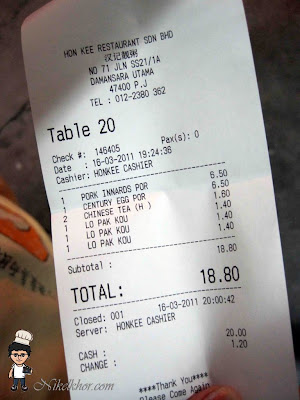 HON KEE RESTAURANT SDN BHD
汉记靓粥
NO 71 JLN SS21/1A
DAMANSARA UTAMA
47400 P.J
TEL : 012-2380 362
Table 20
Check #: 146405 Pax(s): 0
Date : 16-03-2011 19:24:36
Cashier: HONKEE CASHIER
1 PORK INNARDS POR 6.50
1 CENTURY EGG POR 6.50
2 CHINESE TEA (H ) 1.60
1 LO PAK KOU 1.40
1 LO PAK KOU 1.40
1 LO PAK KOU 1.40
Subtotal : 18.80
TOTAL: 18.80
Closed: 001 16-03-2011 20:00:42
Server: HONKEE CASHIER
CASH : 20.00
CHANGE : 1.20
****Thank You****
Please Come Again
Nikelkhor.com